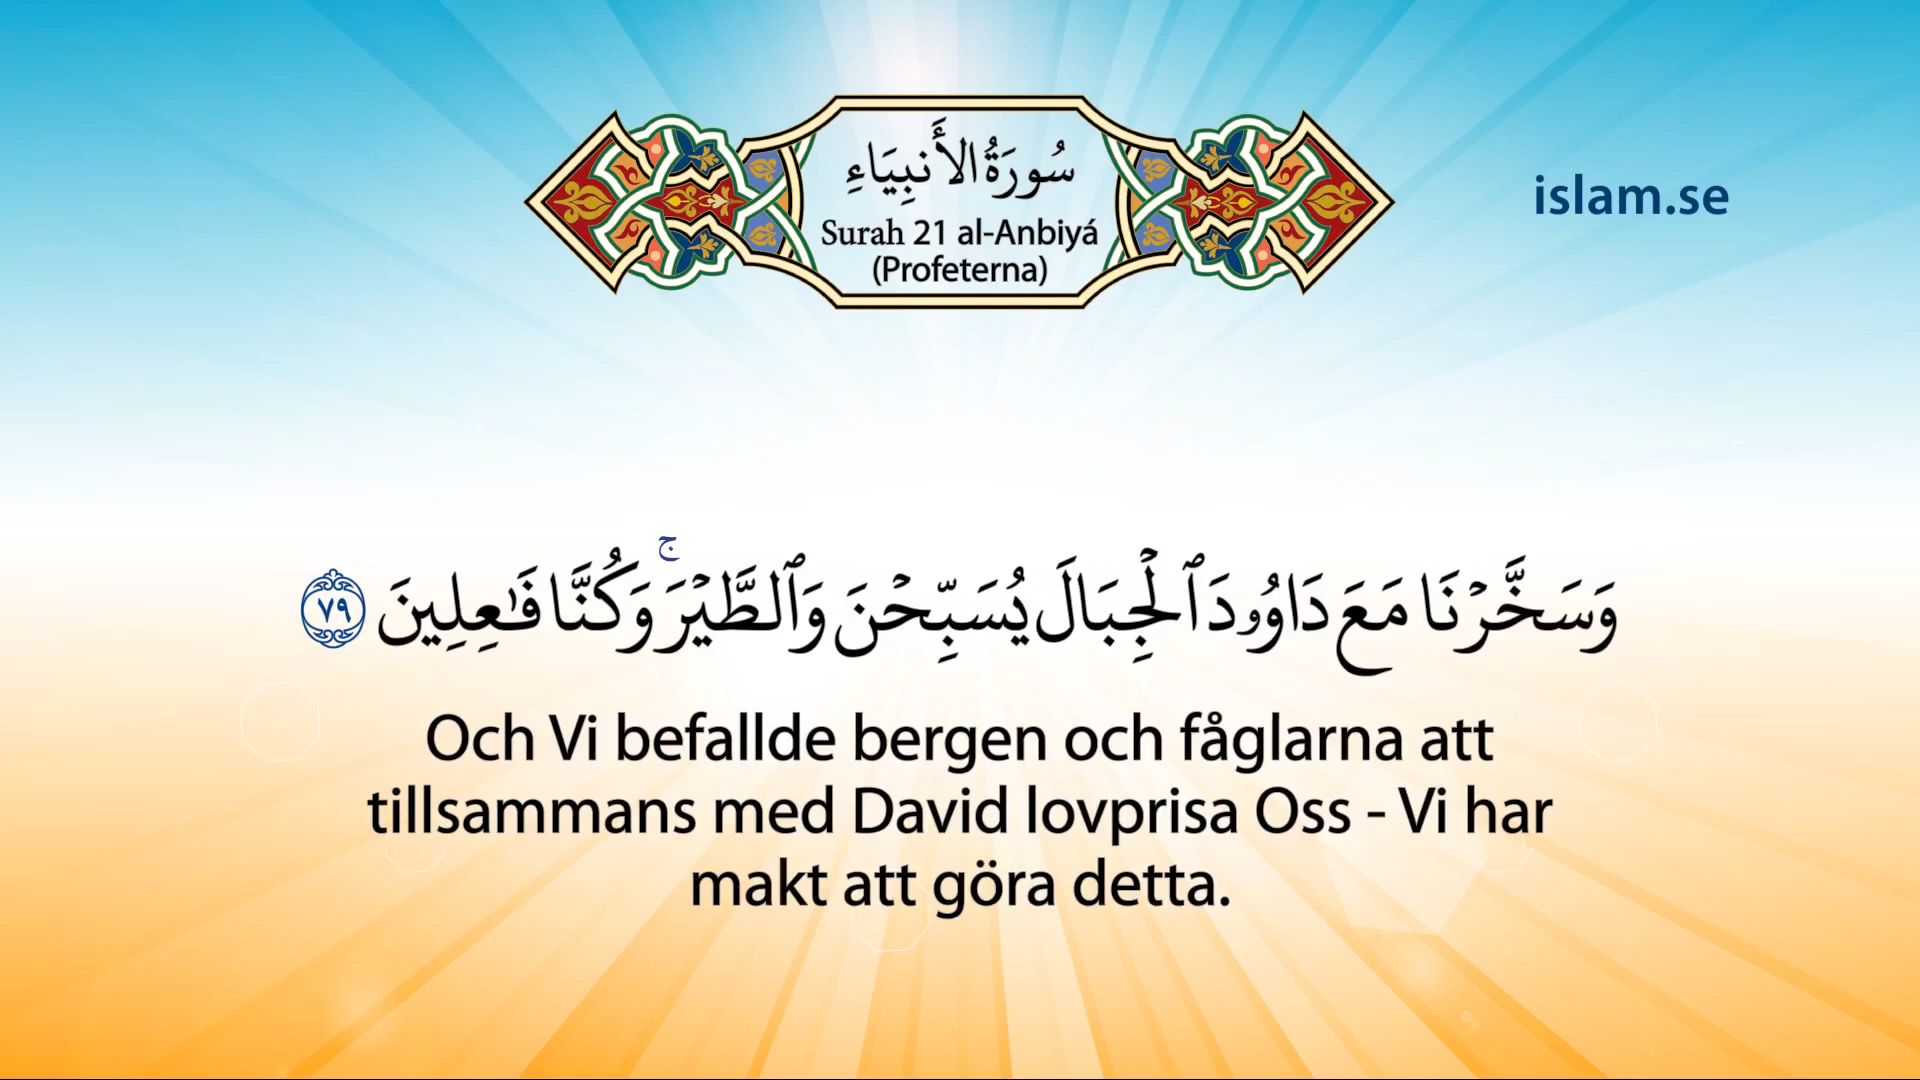 سُورَةُ الأَنبِيَاءِ
Surah 21 al-Anbiyá
(Profeterna)
islam.se
وَسَخَّرْنَا مَعَ دَاوُۥدَ ٱلْجِبَالَ يُسَبِّحْنَ وَٱلطَّيْرَ ۚ وَكُنَّا فَٰعِلِينَ ٧٩
Och Vi befallde bergen och fåglarna att
tillsammans med David lovprisa Oss - Vi har
makt att göra detta.